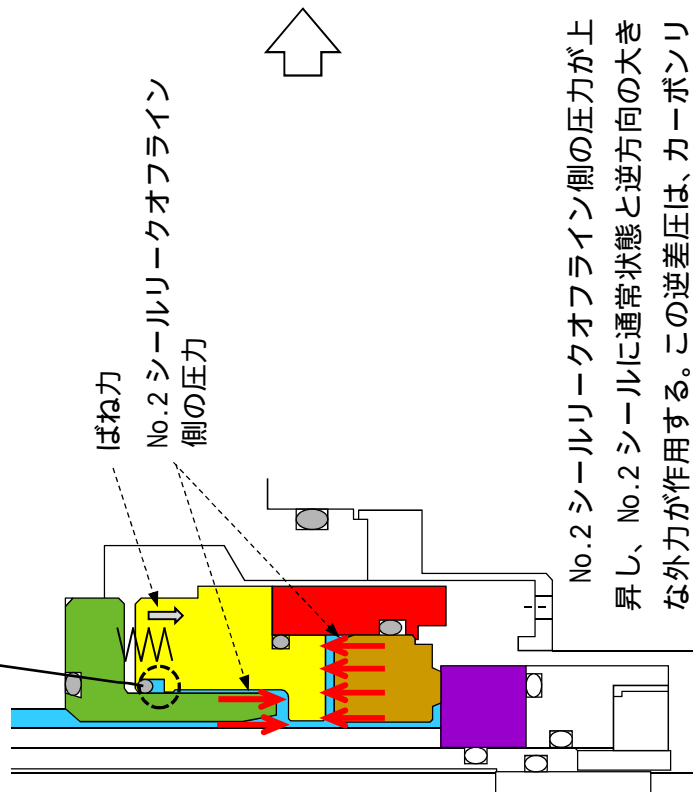 ばね力
No.2 シールリークオフライン
側の圧力
No.2 シールリークオフライン側の圧力が上
昇し、No.2 シールに通常状態と逆方向の大き
な外力が作用する。この逆差圧は、カーボンリ